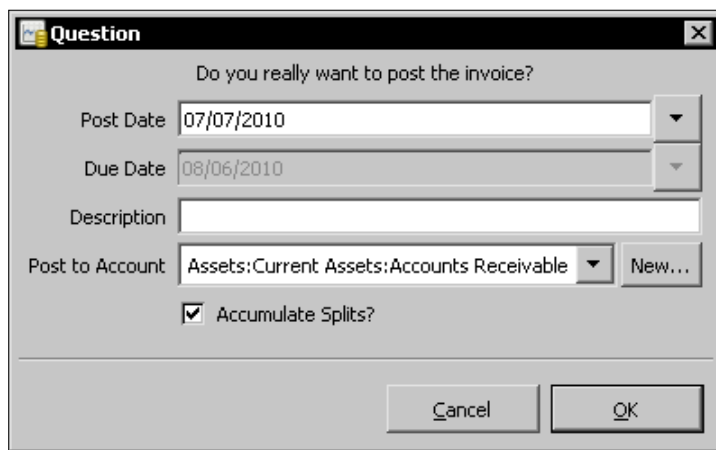 Question
Do you really want to post the invoice?
Post Date 07/07/2010
Due Date 08/06/2010
Description
Post to Account Assets:Current Assets:Accounts Receivable New...
Accumulate Splits?
Cancel OK